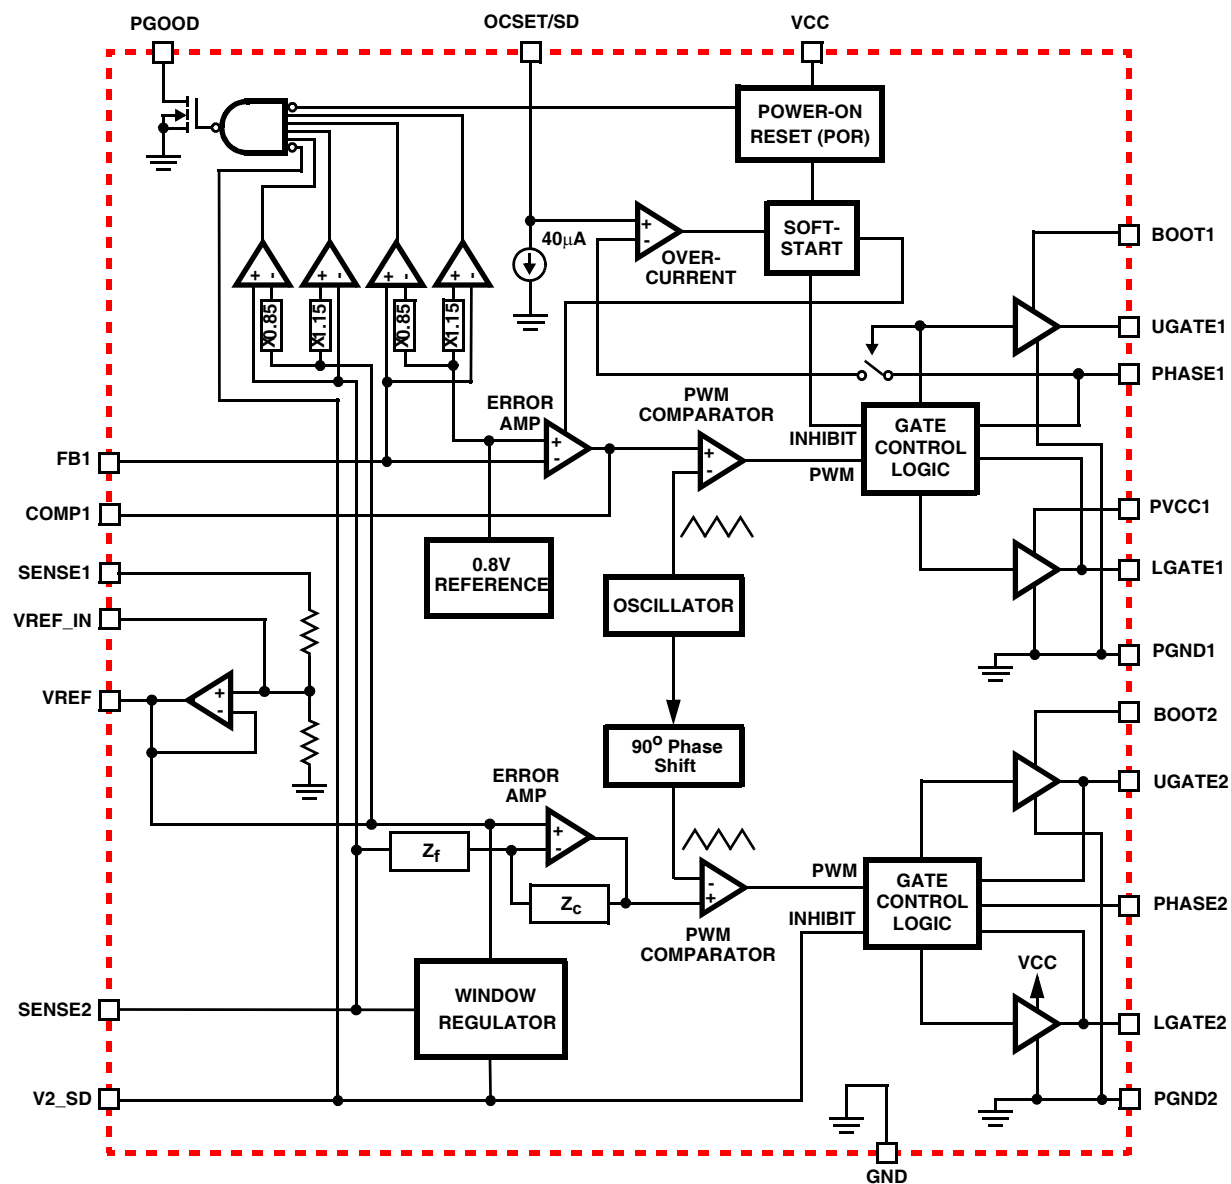 PGOOD
OCSET/SD
VCC
POWER-ON
RESET (POR)
SOFT-
START
40µA
+
-
OVER-
CURRENT
BOOT1
+ -
+ -
+ -
+ -
X0.85
X1.15
X0.85
X1.15
UGATE1
PHASE1
ERROR
AMP
PWM
COMPARATOR
INHIBIT
PWM
GATE
CONTROL
LOGIC
+
-
+
-
FB1
COMP1
PVCC1
LGATE1
0.8V
REFERENCE
OSCILLATOR
SENSE1
VREF_IN
PGND1
VREF
+
-
BOOT2
90º Phase
Shift
ERROR
AMP
UGATE2
+
-
Zf
Zc
-
+
PWM
COMPARATOR
PWM
INHIBIT
GATE
CONTROL
LOGIC
PHASE2
VCC
WINDOW
REGULATOR
SENSE2
LGATE2
V2_SD
PGND2
GND